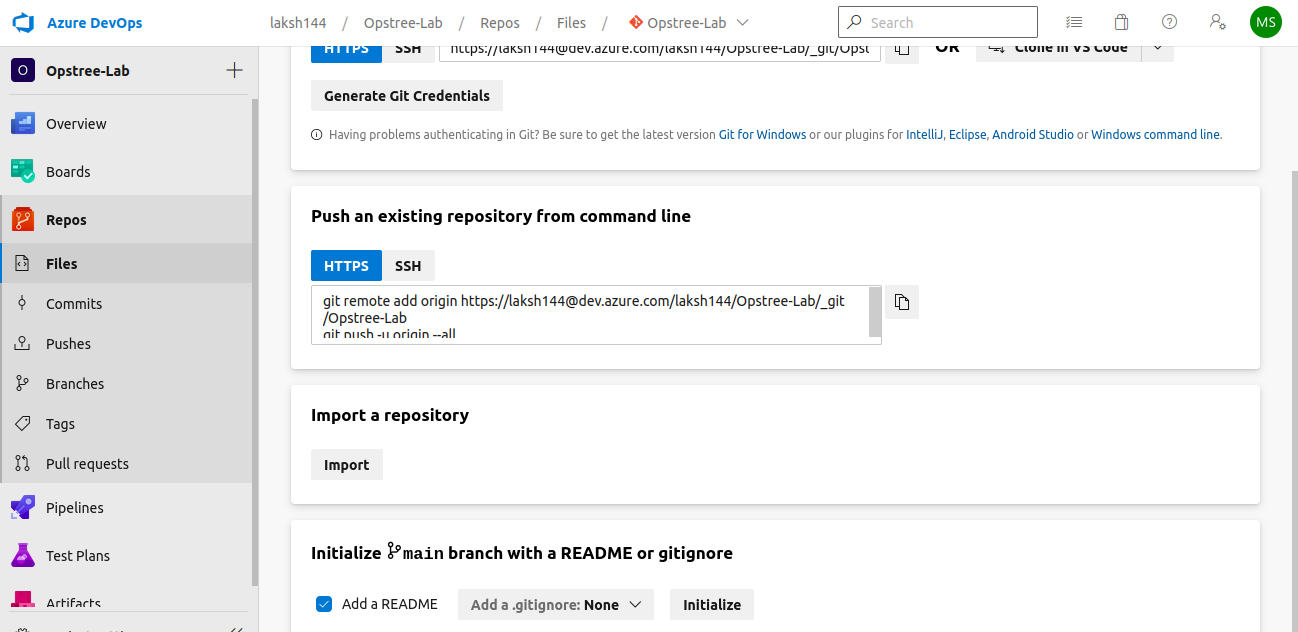 Azure DevOps
laksh144 / Opstree-Lab / Repos / Files / Opstree-Lab
Search
MS
O Opstree-Lab
Overview
Boards
Repos
Files
Commits
Pushes
Branches
Tags
Pull requests
Pipelines
Test Plans
Artifacts
HTTPS SSH
https://laksh144@dev.azure.com/laksh144/Opstree-Lab/_git/Opst
OR
Clone in VS Code
Generate Git Credentials
Having problems authenticating in Git? Be sure to get the latest version Git for Windows or our plugins for IntelliJ, Eclipse, Android Studio or Windows command line.
Push an existing repository from command line
HTTPS SSH
git remote add origin https://laksh144@dev.azure.com/laksh144/Opstree-Lab/_git
/Opstree-Lab
git push -u origin --all
Import a repository
Import
Initialize main branch with a README or gitignore
Add a README
Add a .gitignore: None
Initialize